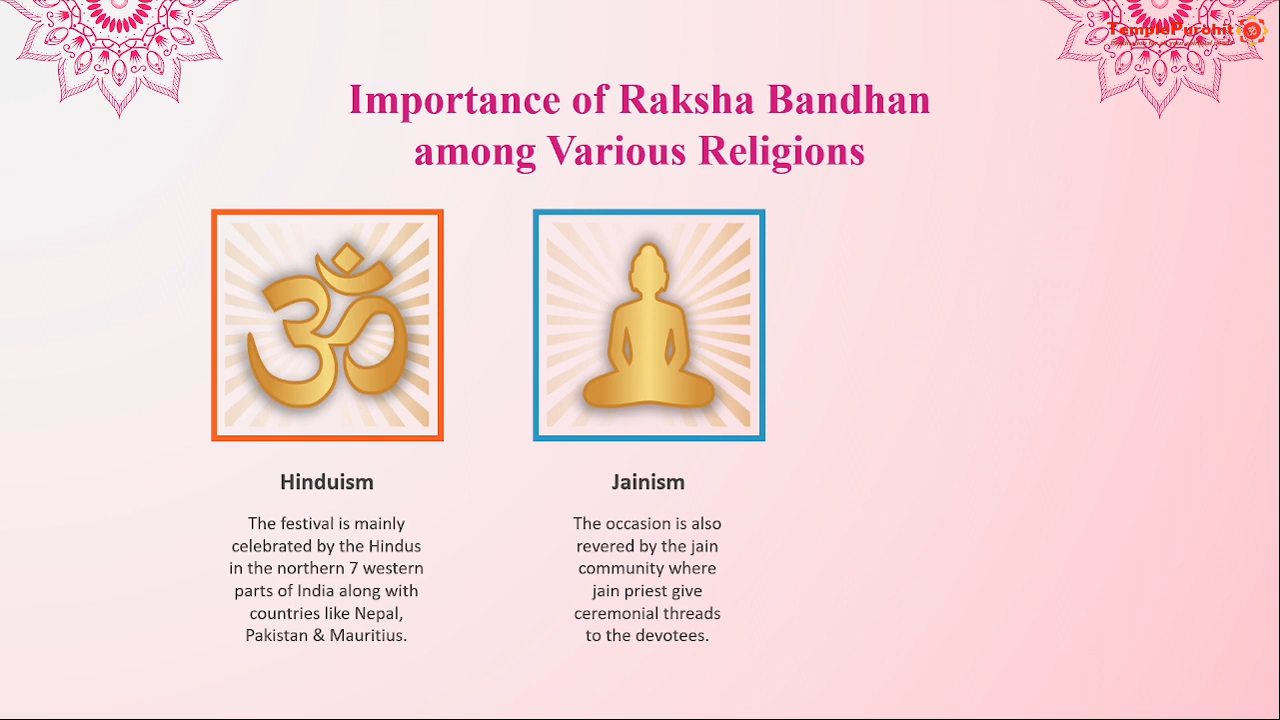 TemplePurohit
Importance of Raksha Bandhan
among Various Religions
Hinduism
The festival is mainly
celebrated by the Hindus
in the northern 7 western
parts of India along with
countries like Nepal,
Pakistan & Mauritius.
Jainism
The occasion is also
revered by the jain
community where
jain priest give
ceremonial threads
to the devotees.